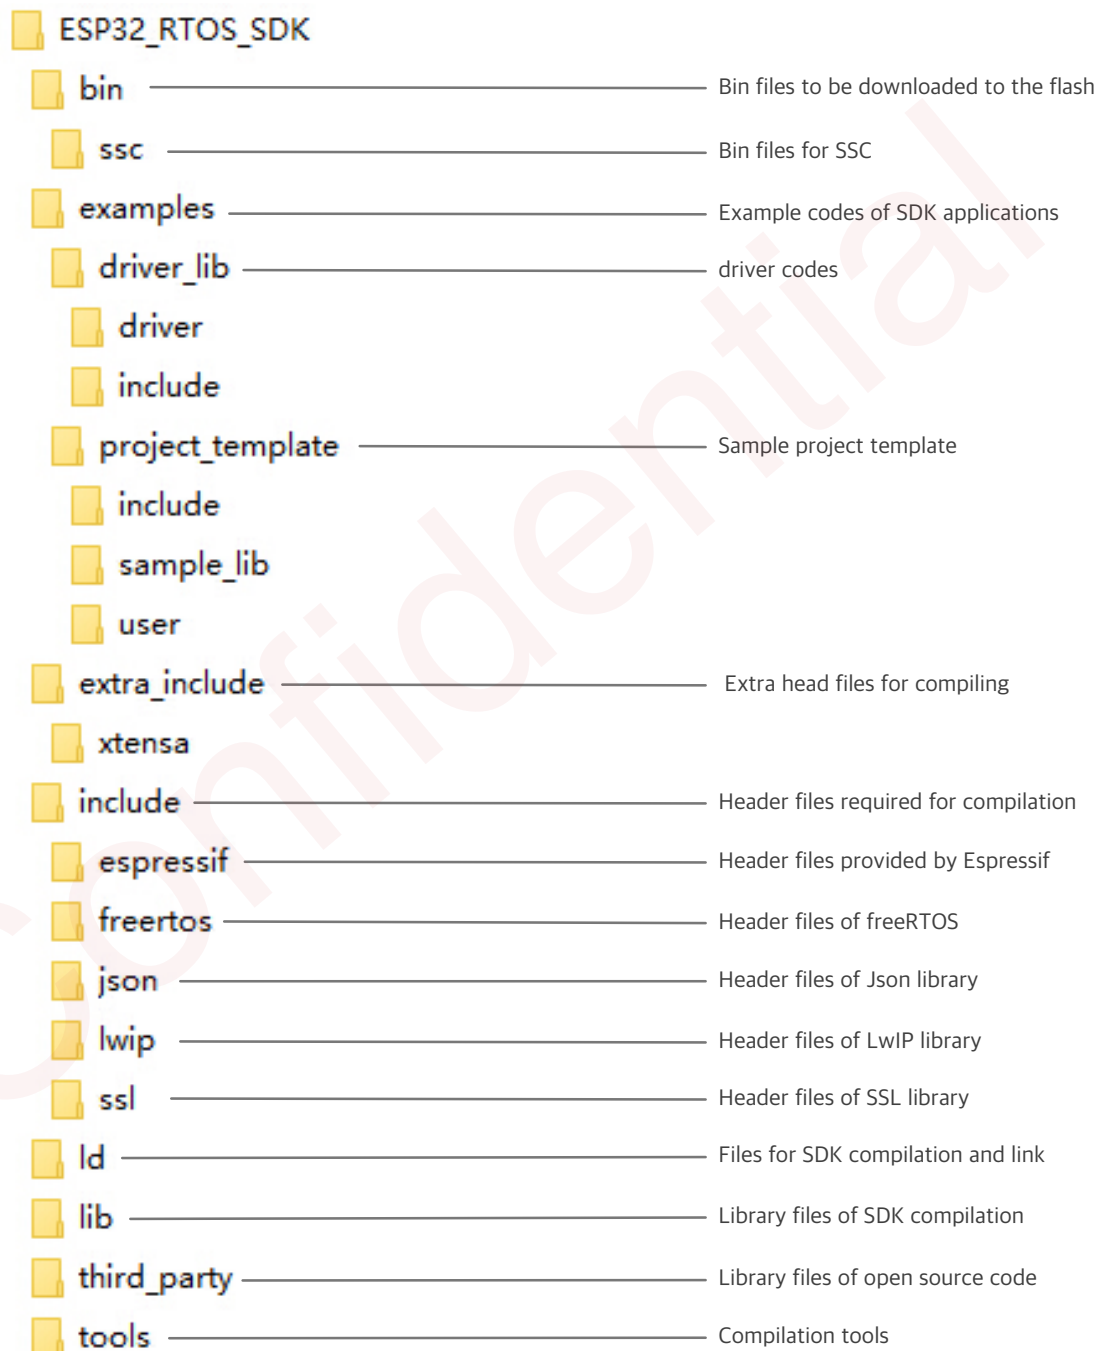 ESP32_RTOS_SDK
bin Bin files to be downloaded to the flash
ssc Bin files for SSC
examples Example codes of SDK applications
driver_lib driver codes
driver
include
project_template Sample project template
include
sample_lib
user
extra_include Extra head files for compiling
xtensa
include Header files required for compilation
espressif Header files provided by Espressif
freertos Header files of freeRTOS
json Header files of Json library
lwip Header files of LwIP library
ssl Header files of SSL library
ld Files for SDK compilation and link
lib Library files of SDK compilation
third_party Library files of open source code
tools Compilation tools
Confidential